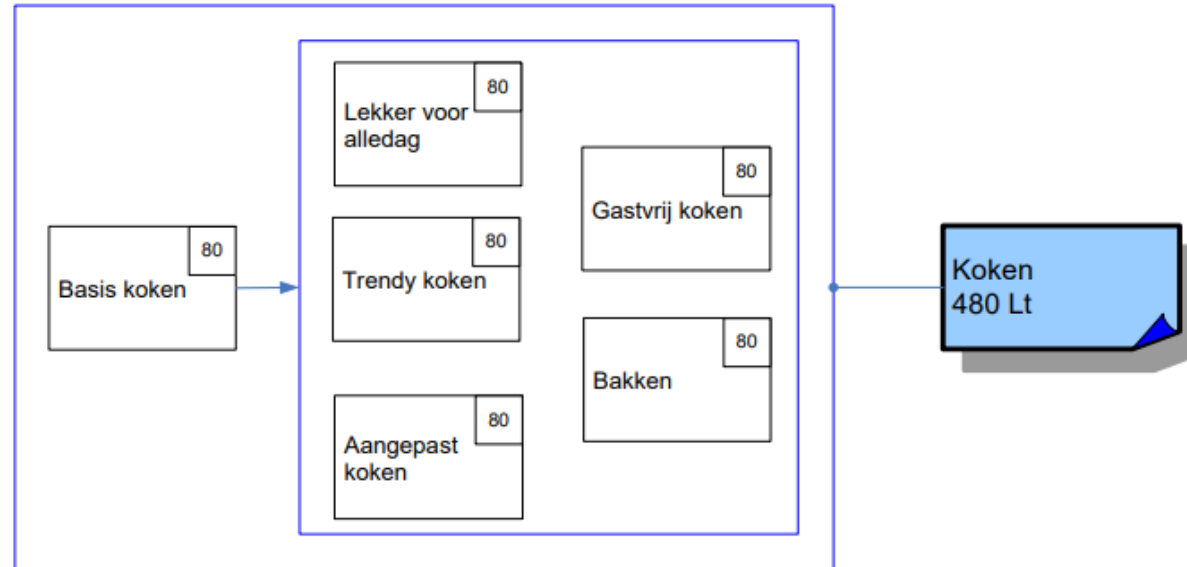 80
Basis koken
80
Lekker voor
alledag
80
Trendy koken
80
Aangepast
koken
80
Gastvrij koken
80
Bakken
Koken
480 Lt